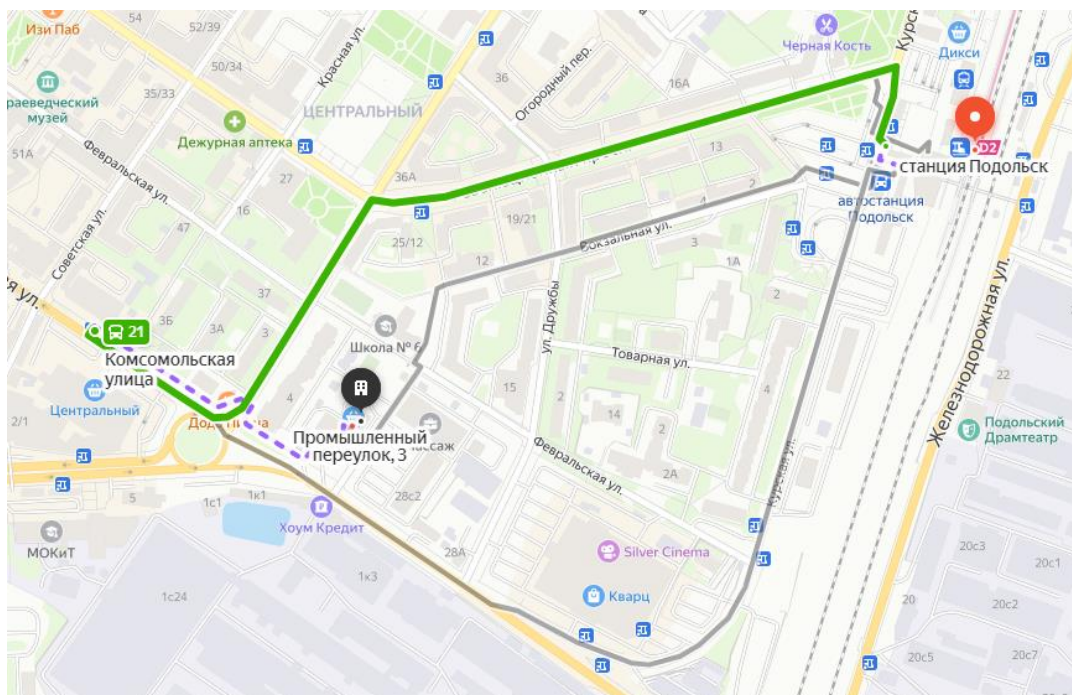 Изи Паб
52/39
54
50/34
Красная ул.
36
Огородный пер.
16А
Черная Кость
Дикси
раеведческий
музей
35/33
ЦЕНТРАЛЬНЫЙ
Дежурная аптека
51А
Февральская ул.
27
36А
13
D2
станция Подольск
автостанция
Подольск
Советская ул.
47
16
19/21
2
25/12
Вокзальная ул.
12
3
1А
ая ул.
37
2
21
3Б
3А
3
Школа № 6
ул. Дружбы
Товарная ул.
Комсомольская
улица
Железнодорожная ул.
22
Центральный
4
15
2
4
14
2/1
Промышленный
переулок, 3
ссаж
Подольский
Драмтеатр
Февральская ул.
2А
Курская ул.
5
1с1
1к1
28с2
Хоум Кредит
МОКиТ
28А
Silver Cinema
20с3
20с1
1к3
1с24
Кварц
20
20с2
20с5
20с7